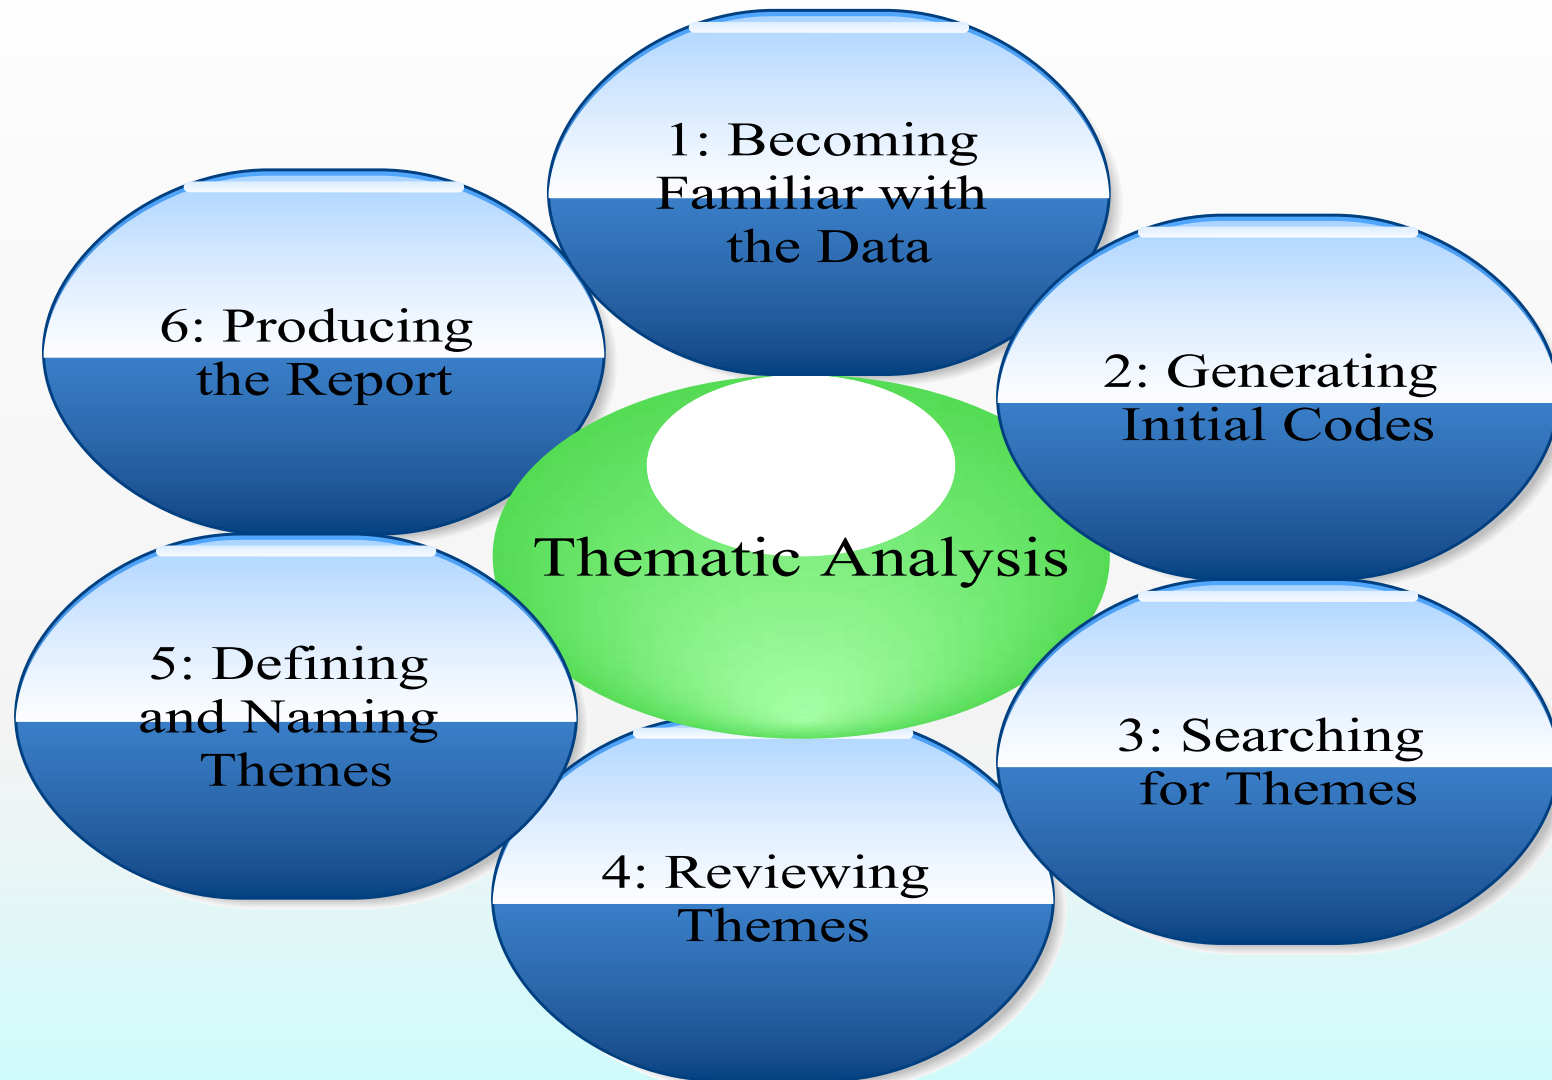 1: Becoming
Familiar with
the Data
2: Generating
Initial Codes
3: Searching
for Themes
4: Reviewing
Themes
5: Defining
and Naming
Themes
6: Producing
the Report
Thematic Analysis